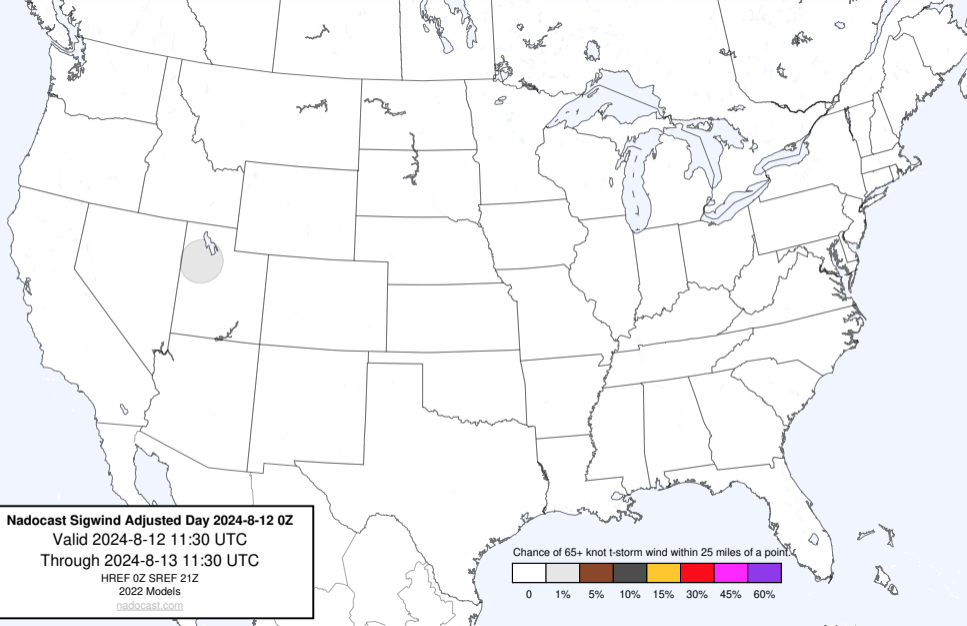 Nadocast Sigwind Adjusted Day 2024-8-12 0Z
Valid 2024-8-12 11:30 UTC
Through 2024-8-13 11:30 UTC
HREF 0Z SREF 21Z
2022 Models
nadocast.com
Chance of 65+ knot t-storm wind within 25 miles of a point.
0 1% 5% 10% 15% 30% 45% 60%